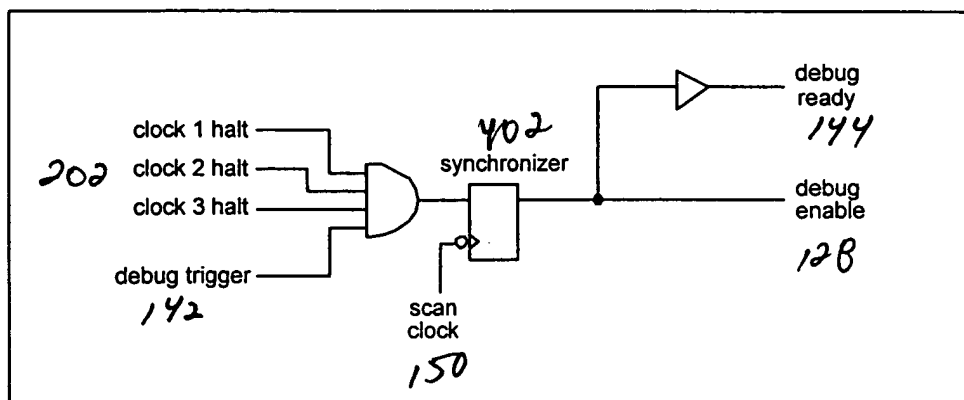 debug
ready
144
clock 1 halt
402
synchronizer
202
clock 2 halt
clock 3 halt
debug
enable
128
debug trigger
142
scan
clock
150